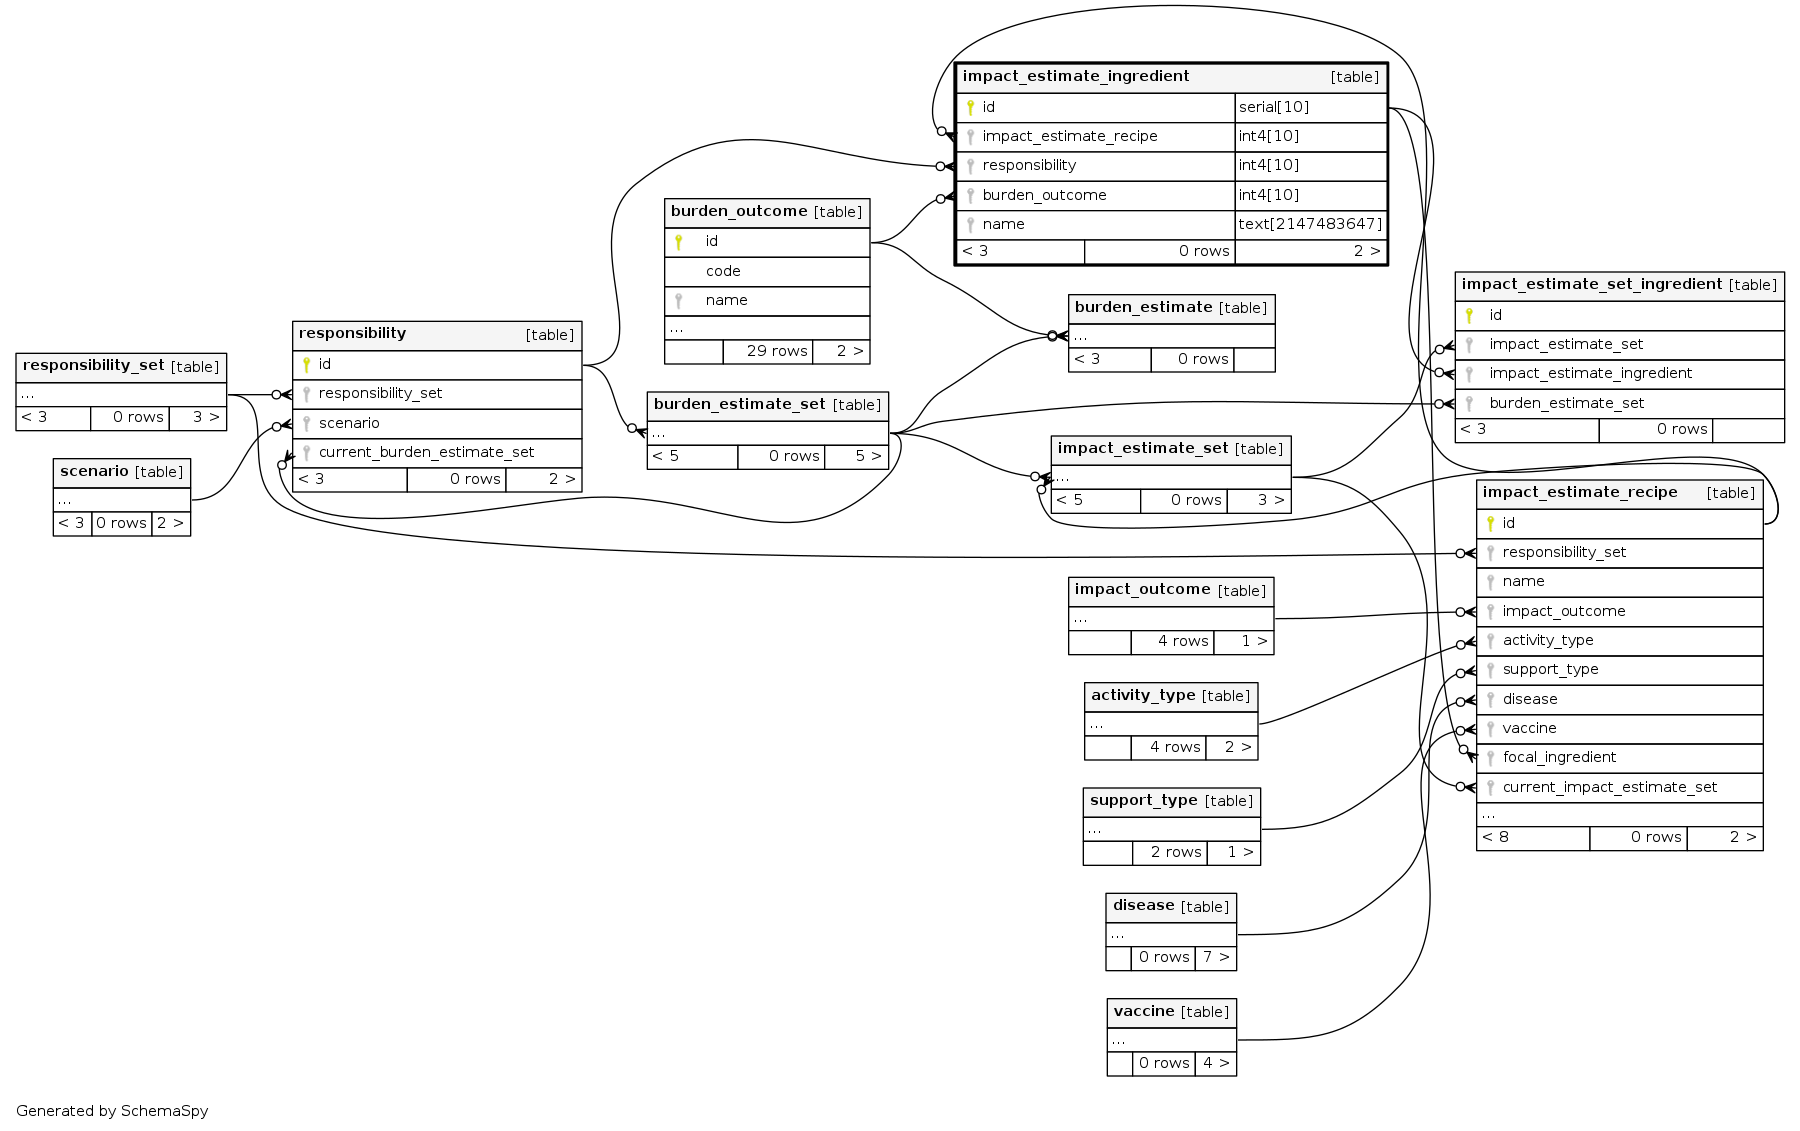 impact_estimate_ingredient [table]
id serial[10]
impact_estimate_recipe int4[10]
responsibility int4[10]
burden_outcome int4[10]
name text[2147483647]
< 3 0 rows 2 >
burden_outcome [table]
id
code
name
...
29 rows 2 >
impact_estimate_set_ingredient [table]
id
impact_estimate_set
impact_estimate_ingredient
burden_estimate_set
< 3 0 rows
burden_estimate [table]
...
< 3 0 rows
responsibility [table]
id
responsibility_set
scenario
current_burden_estimate_set
< 3 0 rows 2 >
responsibility_set [table]
...
< 3 0 rows 3 >
burden_estimate_set [table]
...
< 5 0 rows 5 >
impact_estimate_set [table]
...
< 5 0 rows 3 >
scenario [table]
...
< 3 0 rows 2 >
impact_estimate_recipe [table]
id
responsibility_set
name
impact_outcome
activity_type
support_type
disease
vaccine
focal_ingredient
current_impact_estimate_set
...
< 8 0 rows 2 >
impact_outcome [table]
...
4 rows 1 >
activity_type [table]
...
4 rows 2 >
support_type [table]
...
2 rows 1 >
disease [table]
...
0 rows 7 >
vaccine [table]
...
0 rows 4 >
Generated by SchemaSpy